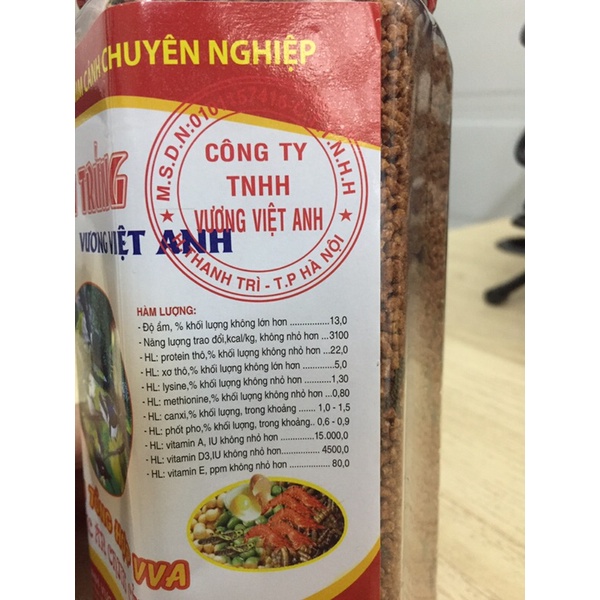 CẢNH CHUYÊN NGHIỆP
M.S.D.N:010
T.N.H.H
CÔNG TY
TNHH
VƯƠNG VIỆT ANH
THANH TRÌ - T.P HÀ NỘI
TRỨNG
VƯƠNG VIỆT ANH
HÀM LƯỢNG:
- Độ ẩm, % khối lượng không lớn hơn ................13,0
- Năng lượng trao đổi,kcal/kg, không nhỏ hơn ...3100
- HL: protein thô,% khối lượng không nhỏ hơn ...22,0
- HL: xơ thô,% khối lượng không lớn hơn .........5,0
- HL: lysine,% khối lượng không nhỏ hơn ..........1,30
- HL: methionine,% khối lượng không nhỏ hơn ...0,80
- HL: canxi,% khối lượng, trong khoảng ...... 1,0 - 1,5
- HL: phốt pho,% khối lượng, trong khoảng.. 0,6 - 0,9
- HL: vitamin A, IU không nhỏ hơn ............15.000,0
- HL: vitamin D3,IU không nhỏ hơn ............. 4500,0
- HL: vitamin E, ppm không nhỏ hơn ............ 80,0
VVA